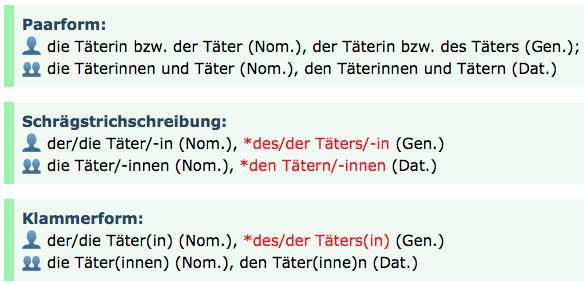 Paarform:
die Täterin bzw. der Täter (Nom.), der Täterin bzw. des Täters (Gen.);
die Täterinnen und Täter (Nom.), den Täterinnen und Tätern (Dat.)
Schrägstrichschreibung:
der/die Täter/-in (Nom.), *des/der Täters/-in (Gen.)
die Täter/-innen (Nom.), *den Tätern/-innen (Dat.)
Klammerform:
der/die Täter(in) (Nom.), *des/der Täters(in) (Gen.)
die Täter(innen) (Nom.), den Täter(inne)n (Dat.)